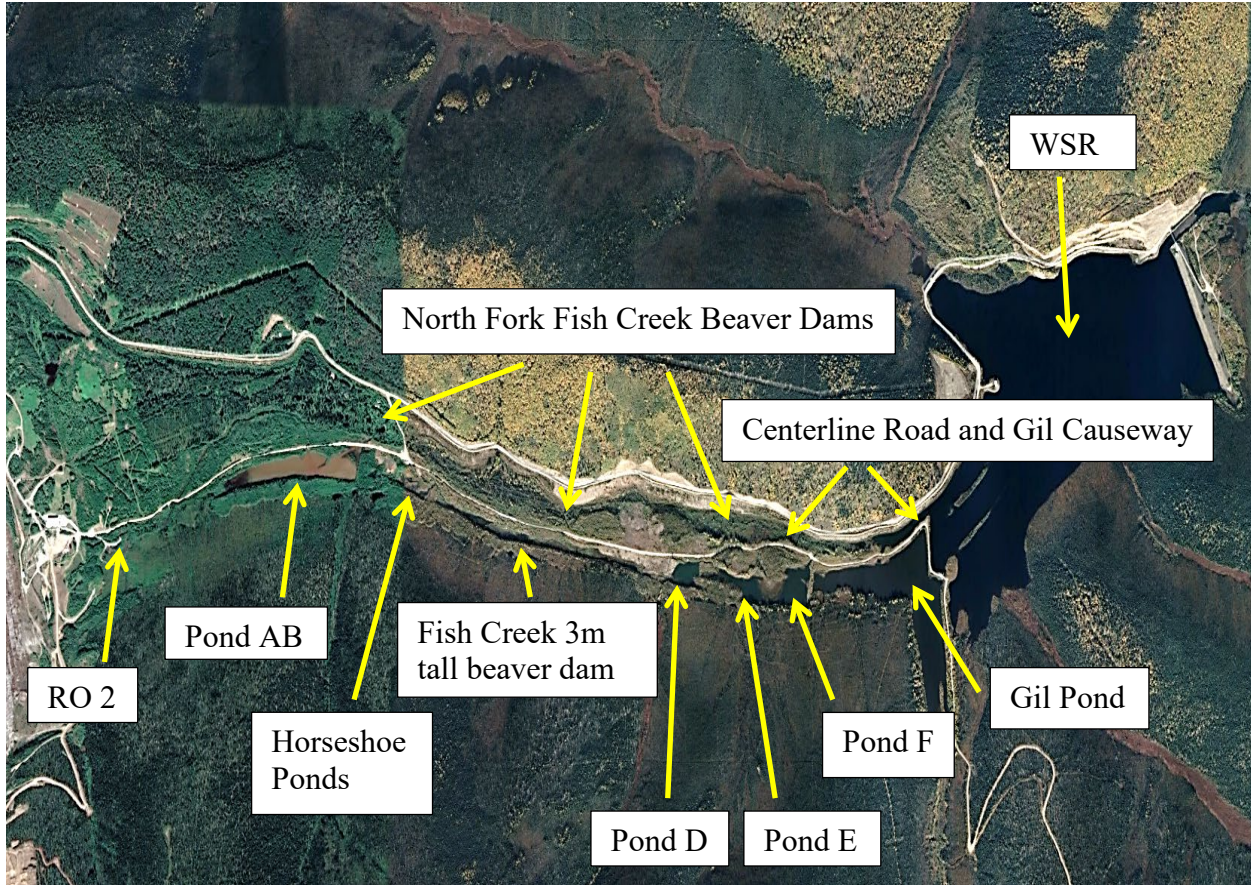 WSR
North Fork Fish Creek Beaver Dams
Centerline Road and Gil Causeway
Pond AB
Fish Creek 3m
tall beaver dam
RO 2
Horseshoe
Ponds
Gil Pond
Pond F
Pond D
Pond E